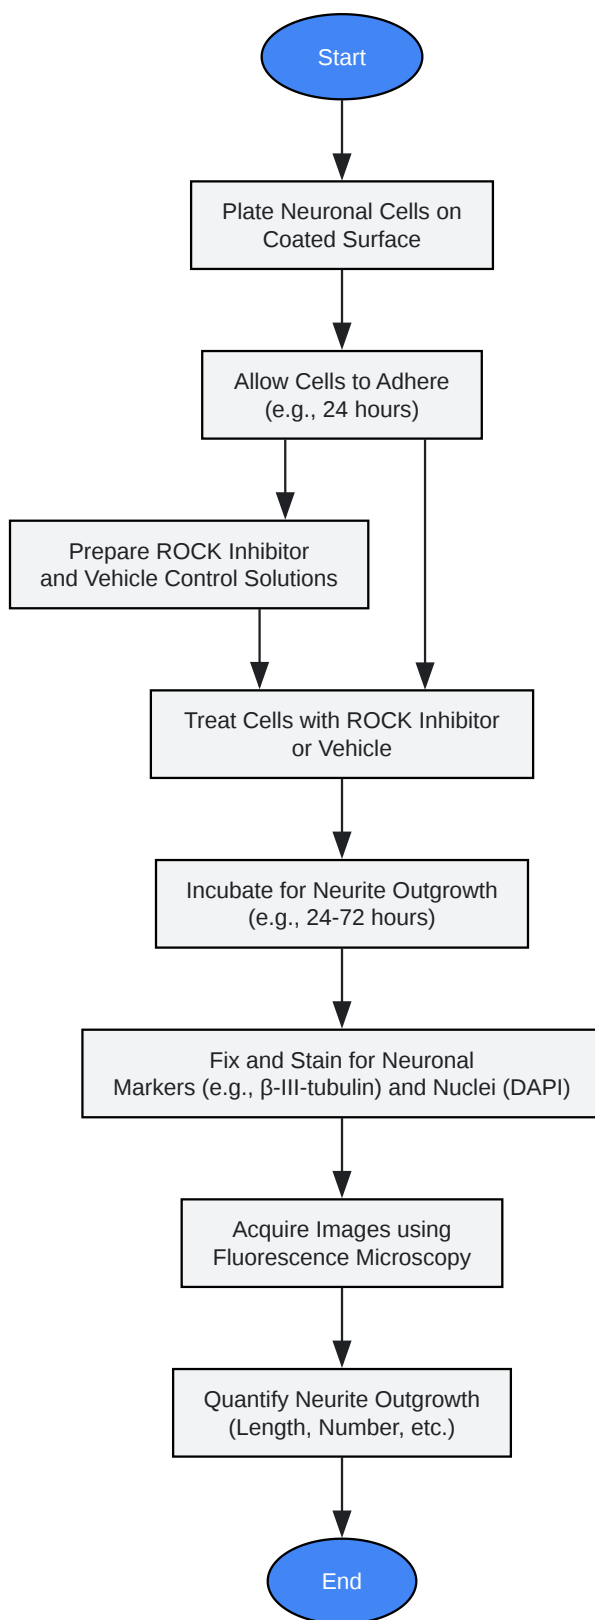 Start
Plate Neuronal Cells on
Coated Surface
Allow Cells to Adhere
(e.g., 24 hours)
Prepare ROCK Inhibitor
and Vehicle Control Solutions
Treat Cells with ROCK Inhibitor
or Vehicle
Incubate for Neurite Outgrowth
(e.g., 24-72 hours)
Fix and Stain for Neuronal
Markers (e.g., β-III-tubulin) and Nuclei (DAPI)
Acquire Images using
Fluorescence Microscopy
Quantify Neurite Outgrowth
(Length, Number, etc.)
End